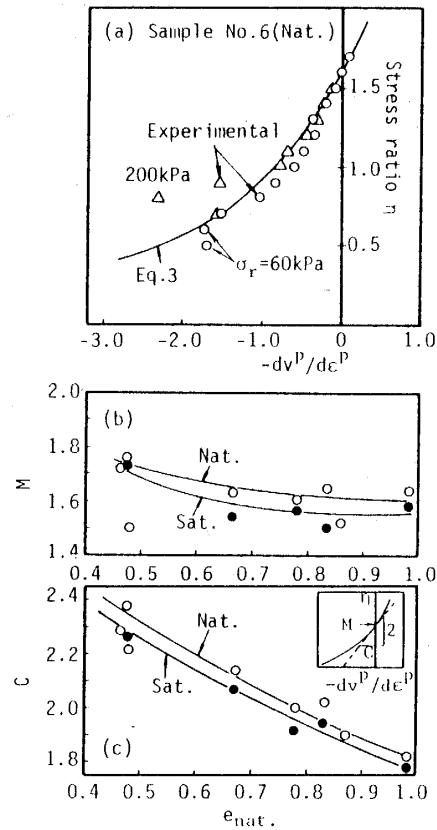 (a) Sample No.6(Nat.)
Stress ration η
1.5
1.0
0.5
Experimental
200kPa
σr=60kPa
Eq.3
-3.0 -2.0 -1.0 0 1.0
-dvᵖ/dεᵖ
(b)
2.0
1.8
1.6
1.4
M
Nat.
Sat.
0.4 0.5 0.6 0.7 0.8 0.9 1.0
2.4
2.2
2.0
1.8
C
Nat.
Sat.
η
M
2
C
-dvᵖ/dεᵖ
(c)
0.4 0.5 0.6 0.7 0.8 0.9 1.0
enat.